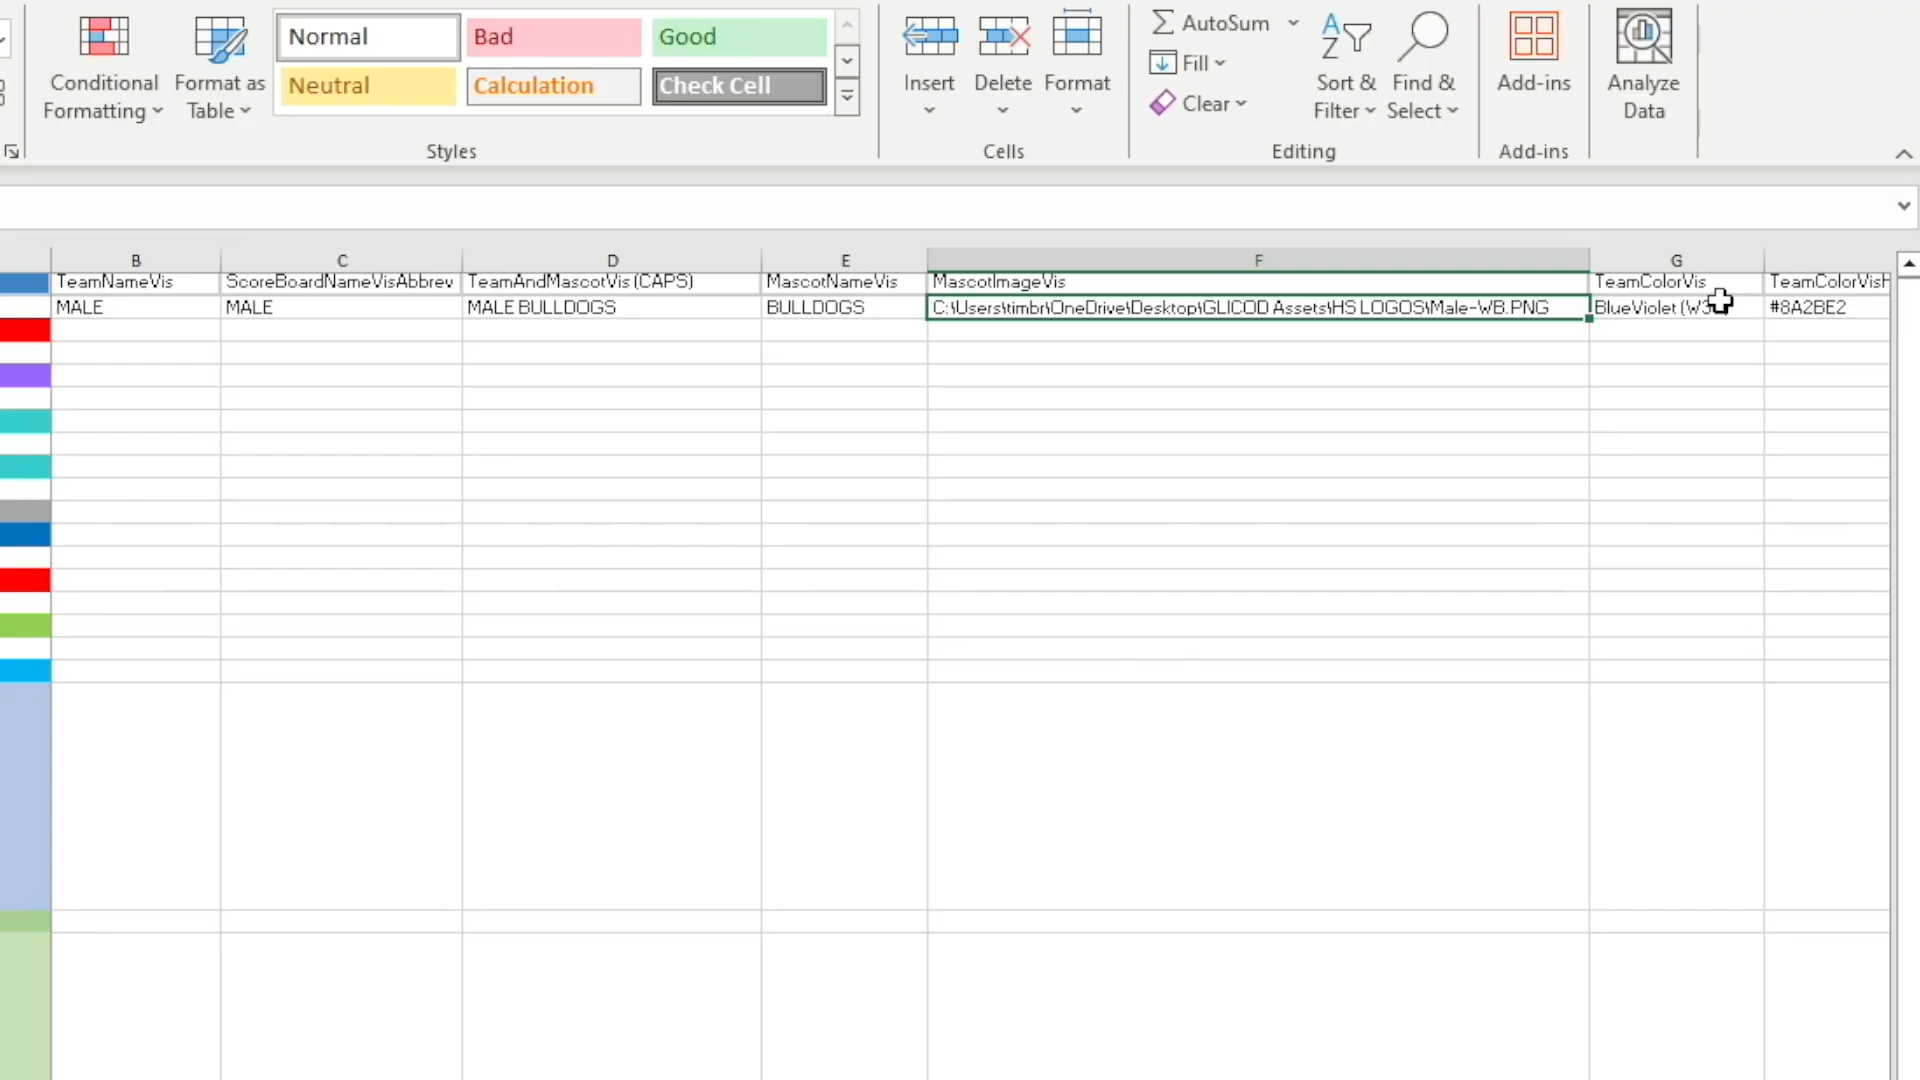 Normal Bad Good
Neutral Calculation Check Cell
Conditional Formatting
Format as Table
Styles
Insert Delete Format
Cells
AutoSum
Fill
Clear
Sort & Filter
Find & Select
Editing
Add-ins
Add-ins
Analyze Data
B C D E F G
TeamNameVis ScoreBoardNameVisAbbrev TeamAndMascotVis (CAPS) MascotNameVis MascotImageVis TeamColorVis
MALE MALE MALE BULLDOGS BULLDOGS C:\Users\timbr\OneDrive\Desktop\GLICOD Assets\HS LOGOS\Male-WB.PNG BlueViolet #8A2BE2